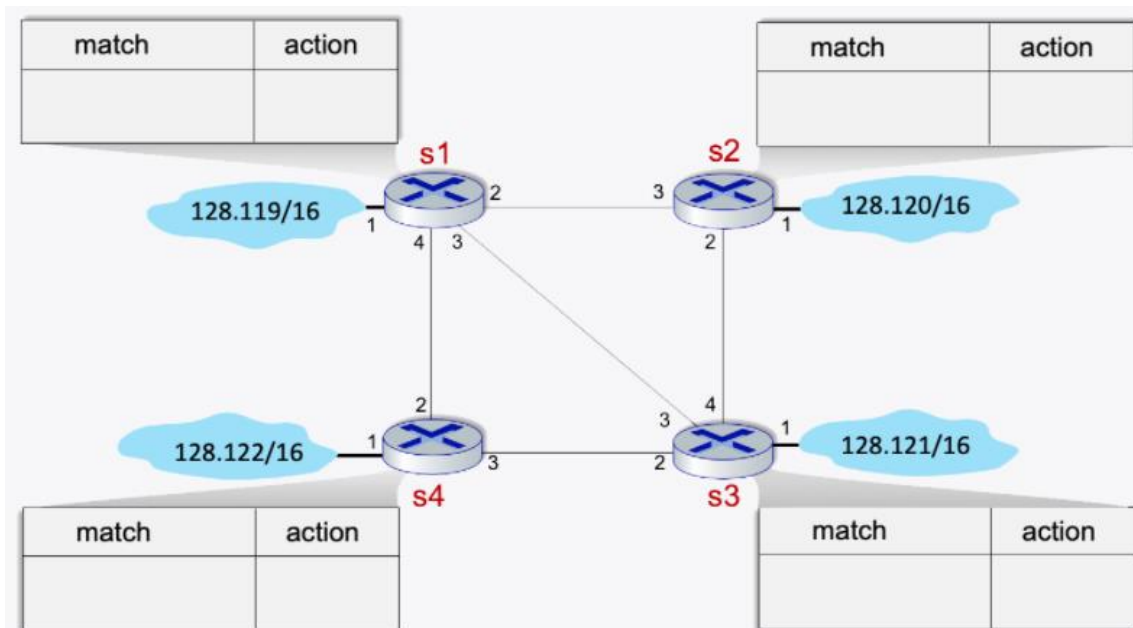 match action
match action
s1
s2
128.119/16
1
2
4
3
3
2
1
128.120/16
128.122/16
1
2
3
s4
3
4
2
1
128.121/16
s3
match action
match action